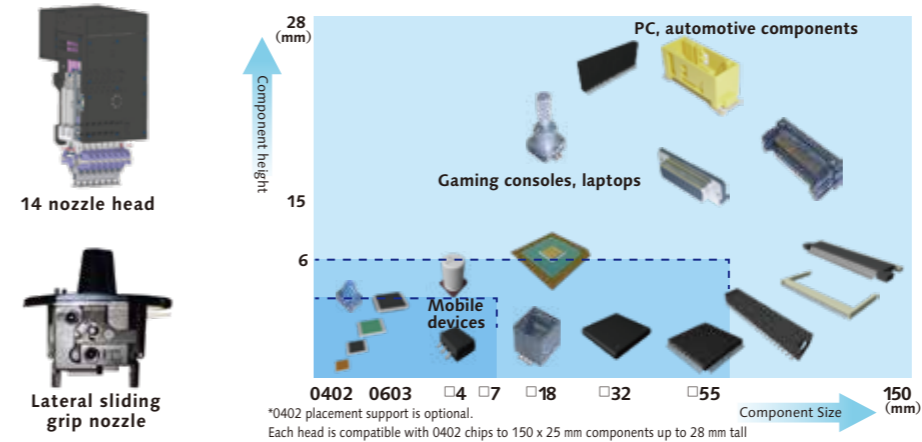 28
(mm)
PC, automotive components
Component height
Gaming consoles, laptops
14 nozzle head
15
6
Mobile
devices
Lateral sliding
grip nozzle
0402 0603 □4 □7 □18 □32 □55 150
(mm)
Component Size
*0402 placement support is optional.
Each head is compatible with 0402 chips to 150 x 25 mm components up to 28 mm tall